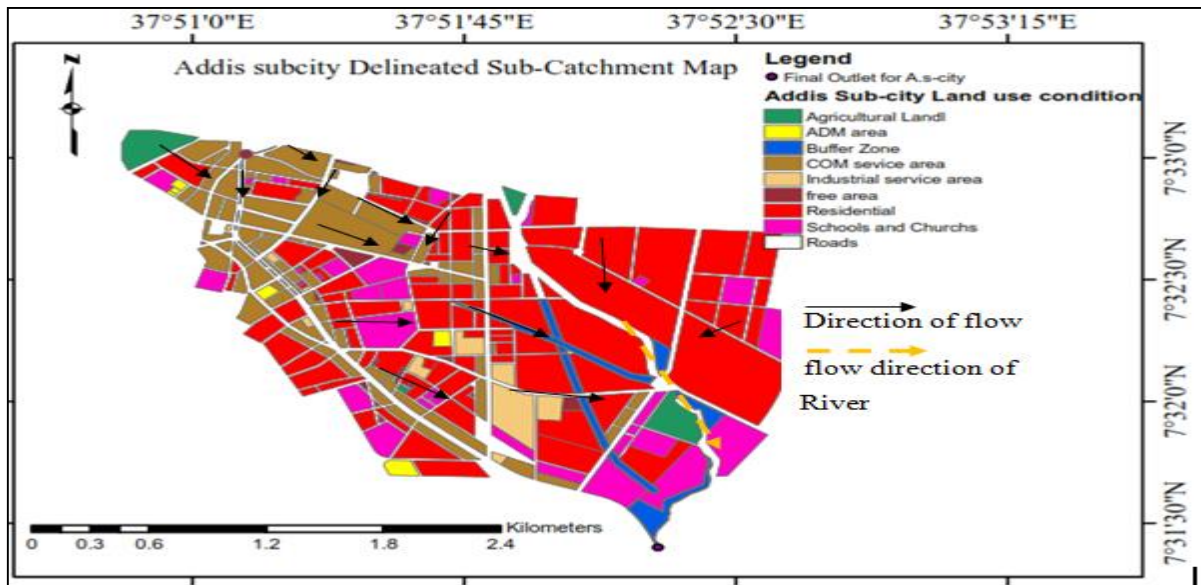 37°51'0"E 37°51'45"E 37°52'30"E 37°53'15"E
Addis subcity Delineated Sub-Catchment Map
Legend
Final Outlet for A.s-city
Addis Sub-city Land use condition
Agricultural Landl
ADM area
Buffer Zone
COM sevice area
Industrial service area
free area
Residential
Schools and Churchs
Roads
Direction of flow
flow direction of
River
7°33'0"N
7°32'30"N
7°32'0"N
7°31'30"N
Kilometers
0 0.3 0.6 1.2 1.8 2.4
N